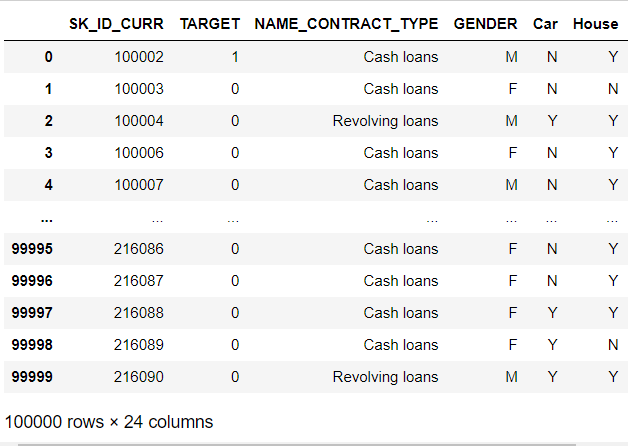 SK_ID_CURR TARGET NAME_CONTRACT_TYPE GENDER Car House
0 100002 1 Cash loans M N Y
1 100003 0 Cash loans F N N
2 100004 0 Revolving loans M Y Y
3 100006 0 Cash loans F N Y
4 100007 0 Cash loans M N Y
... ... ... ... ... ... ...
99995 216086 0 Cash loans F N Y
99996 216087 0 Cash loans F N Y
99997 216088 0 Cash loans F Y Y
99998 216089 0 Cash loans F Y N
99999 216090 0 Revolving loans M Y Y
100000 rows × 24 columns